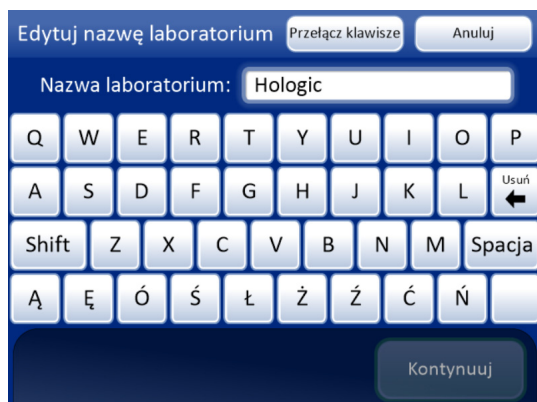 Edytuj nazwę laboratorium Przełącz klawisze Anuluj
Nazwa laboratorium: Hologic
Q W E R T Y U I O P
A S D F G H J K L Usuń
Shift Z X C V B N M Spacja
Ą Ę Ó Ś Ł Ż Ź Ć Ń
Kontynuuj